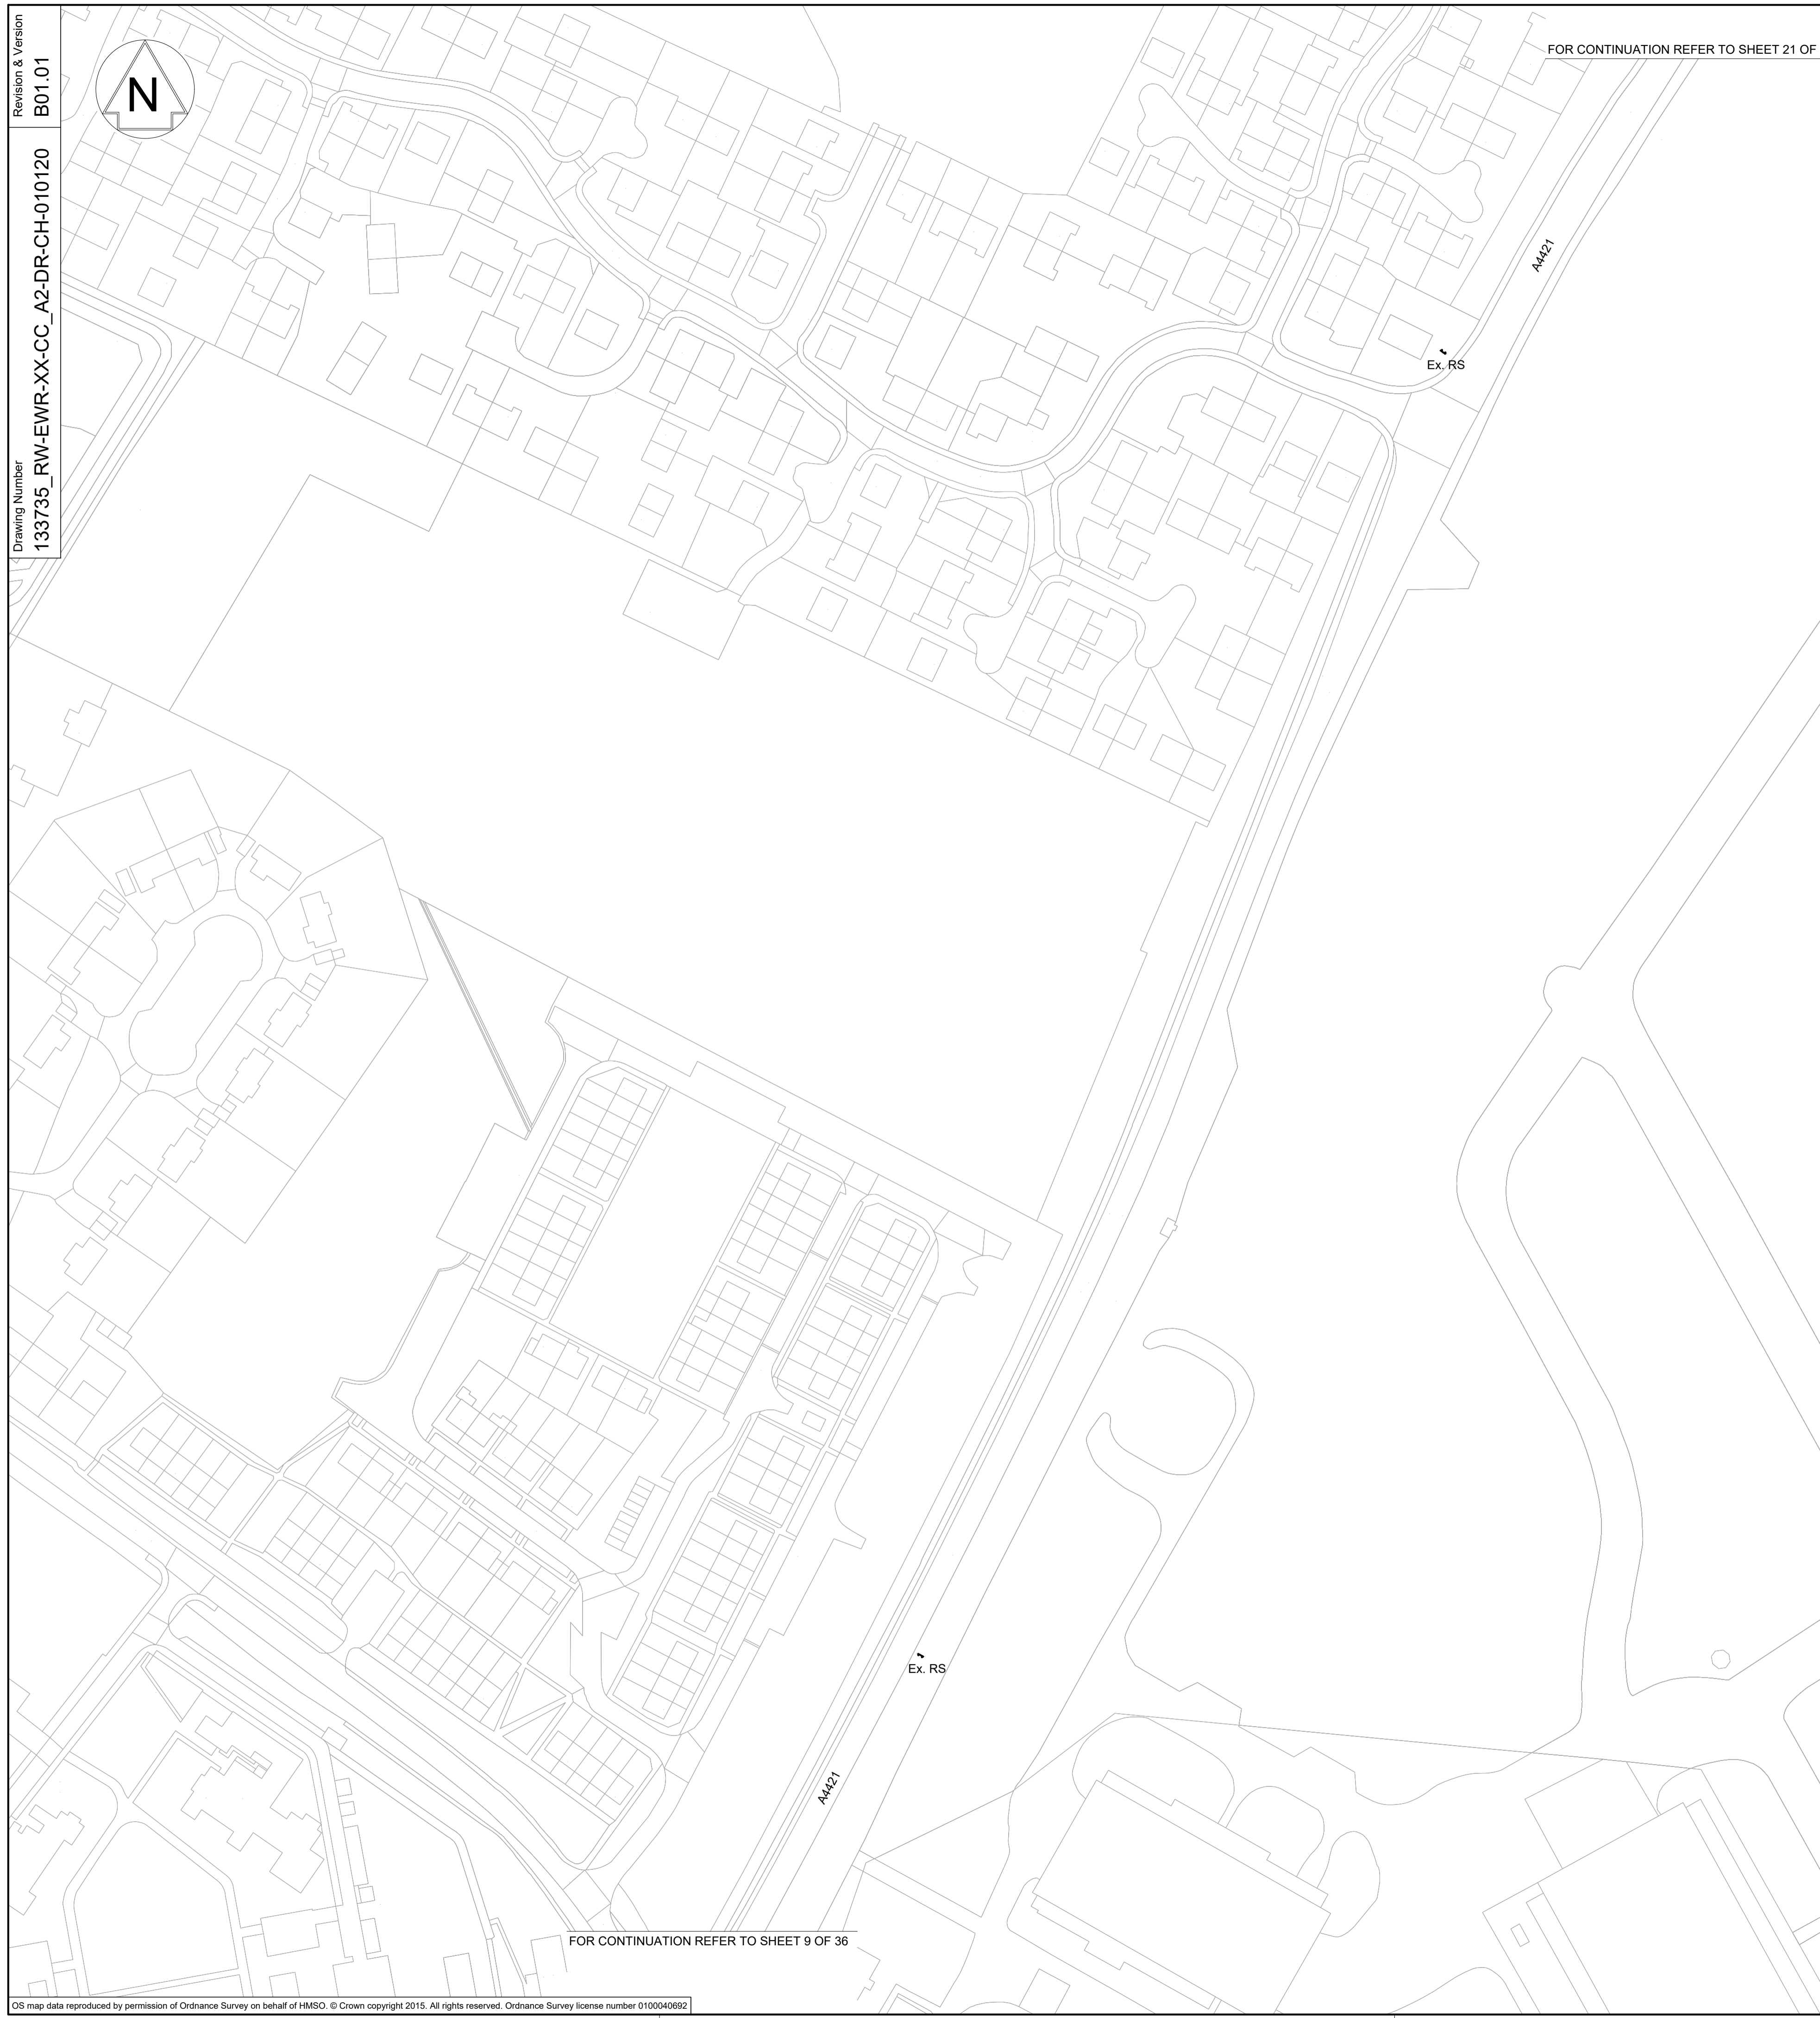 Revision & Version
B01.01
Drawing Number
133735_RW-EWR-XX-CC_A2-DR-CH-010120
N
FOR CONTINUATION REFER TO SHEET 21 OF
A4421
Ex. RS
Ex. RS
A4421
FOR CONTINUATION REFER TO SHEET 9 OF 36
OS map data reproduced by permission of Ordnance Survey on behalf of HMSO. © Crown copyright 2015. All rights reserved. Ordnance Survey license number 0100040692